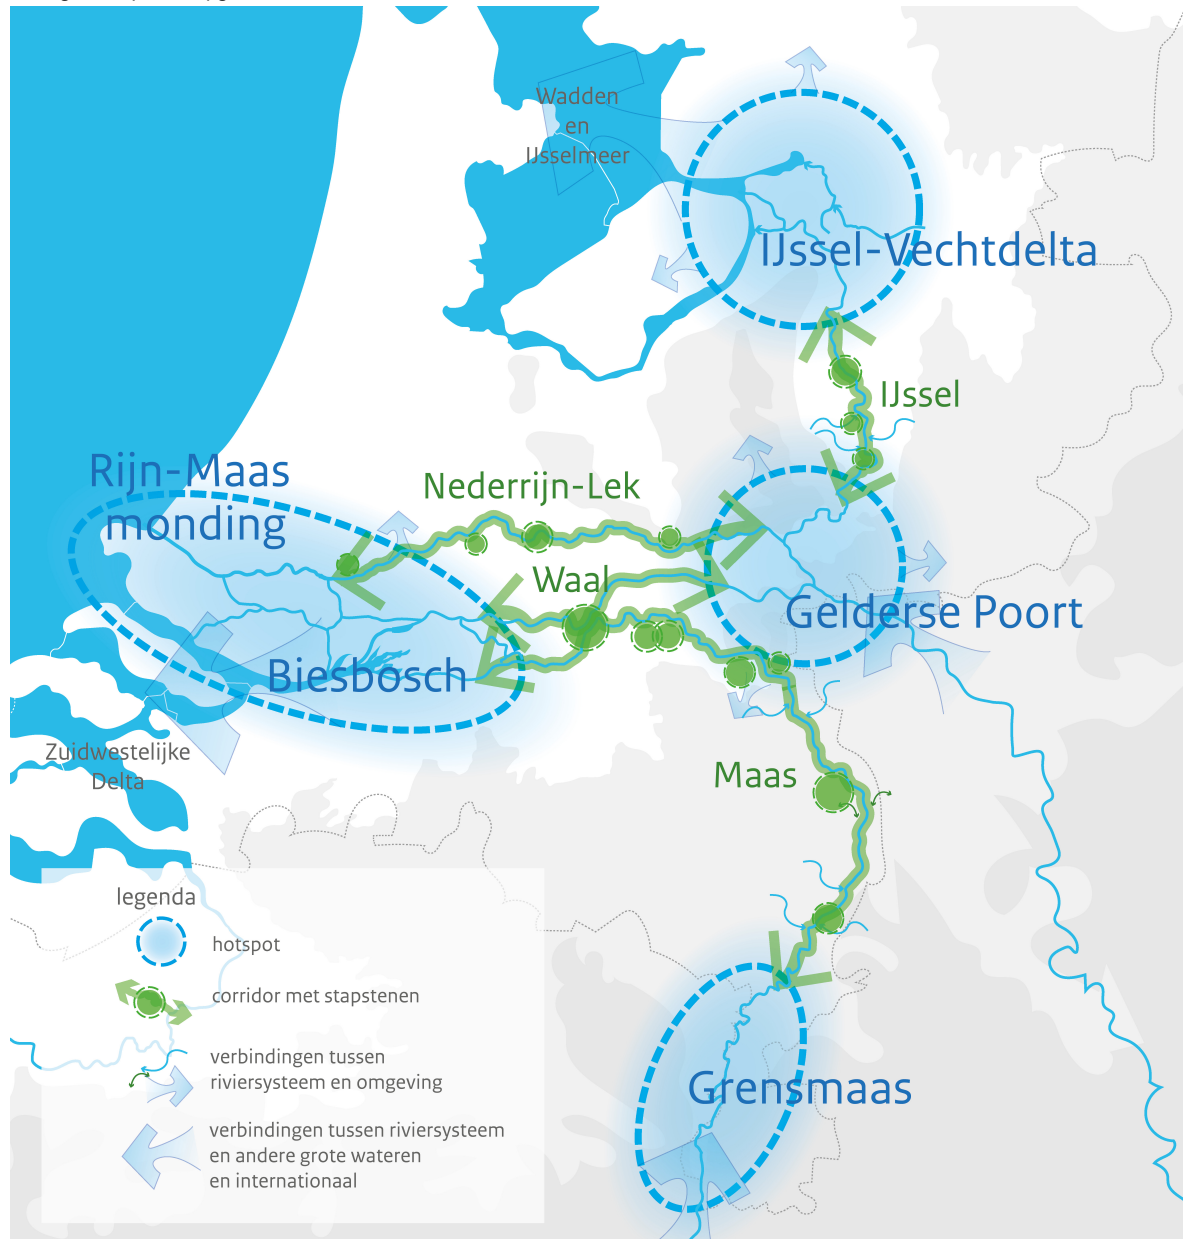 Wadden
en
IJsselmeer
IJssel-Vechtdelta
IJssel
Rijn-Maas
monding
Nederrijn-Lek
Waal
Gelderse Poort
Biesbosch
Zuidwestelijke
Delta
Maas
Grensmaas
legenda
hotspot
corridor met stapstenen
verbindingen tussen
riviersysteem en omgeving
verbindingen tussen riviersysteem
en andere grote wateren
en internationaal